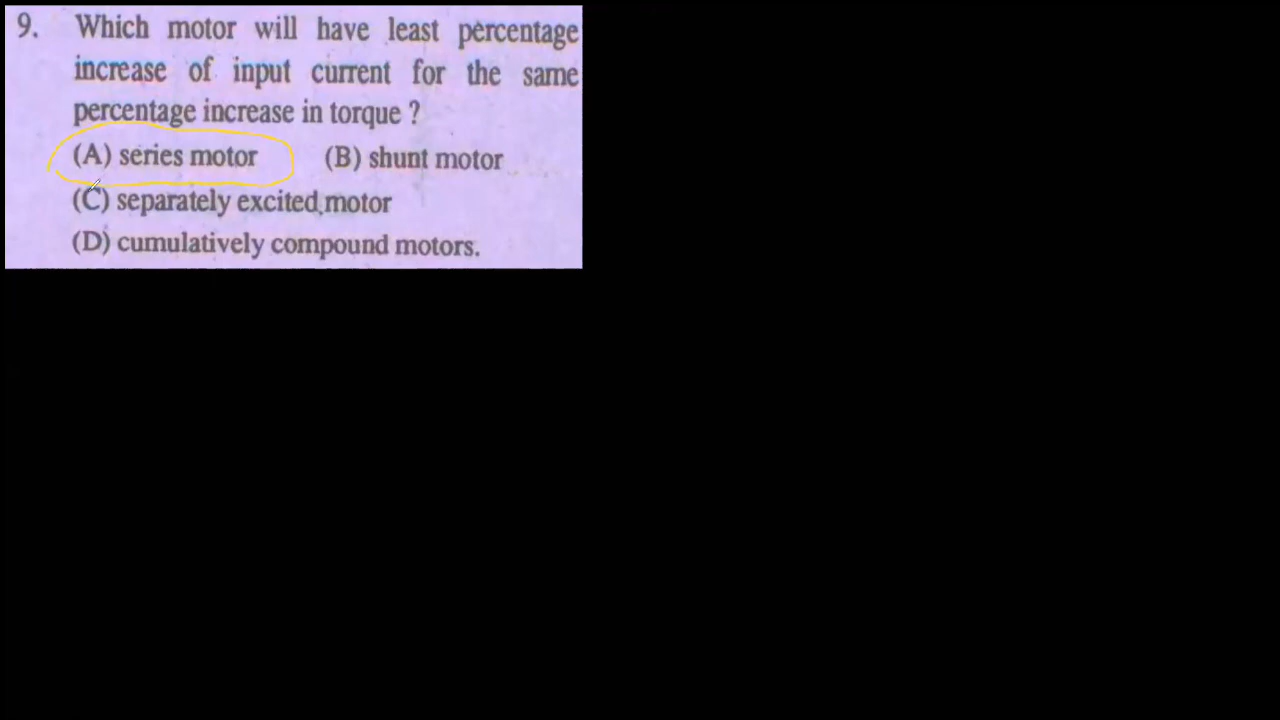 9. Which motor will have least percentage
increase of input current for the same
percentage increase in torque ?
(A) series motor (B) shunt motor
(C) separately excited motor
(D) cumulatively compound motors.